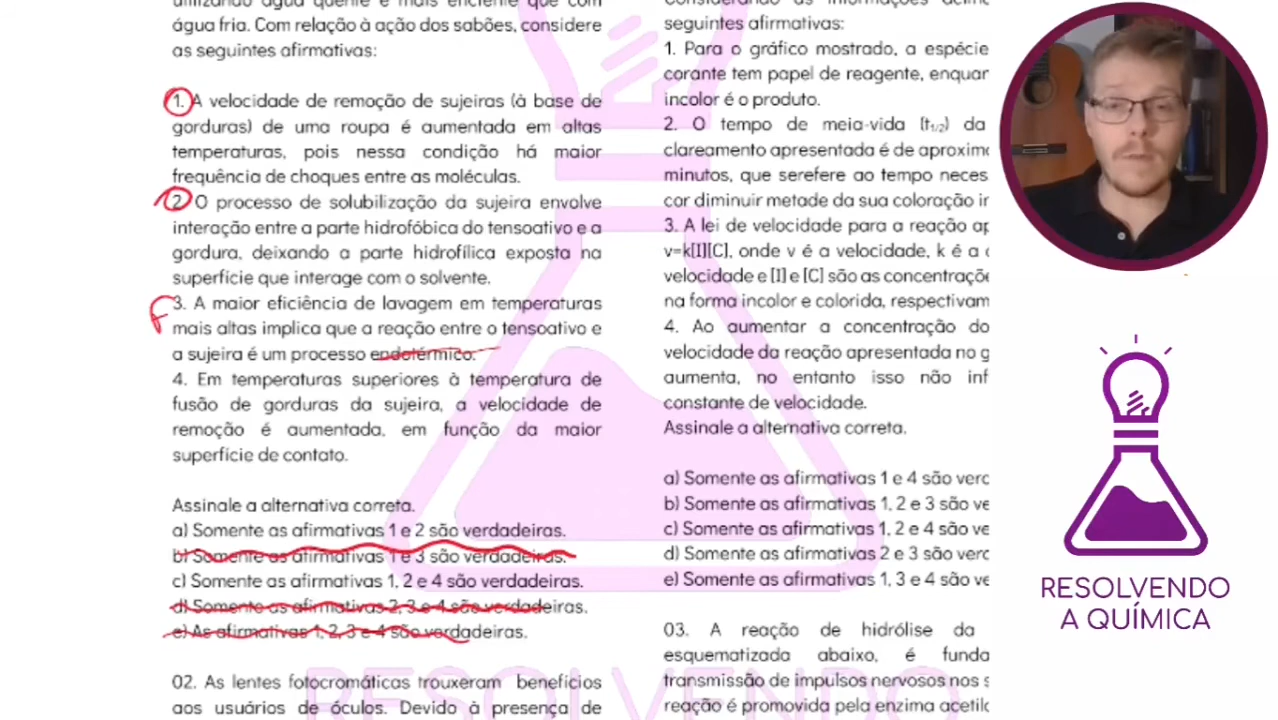 utilizando água quente é mais eficiente que com
água fria. Com relação à ação dos sabões, considere
as seguintes afirmativas:
1. A velocidade de remoção de sujeiras (à base de
gorduras) de uma roupa é aumentada em altas
temperaturas, pois nessa condição há maior
frequência de choques entre as moléculas.
2. O processo de solubilização da sujeira envolve
interação entre a parte hidrofóbica do tensoativo e a
gordura, deixando a parte hidrofílica exposta na
superfície que interage com o solvente.
F
3. A maior eficiência de lavagem em temperaturas
mais altas implica que a reação entre o tensoativo e
a sujeira é um processo endotérmico.
4. Em temperaturas superiores à temperatura de
fusão de gorduras da sujeira, a velocidade de
remoção é aumentada, em função da maior
superfície de contato.
Assinale a alternativa correta.
a) Somente as afirmativas 1 e 2 são verdadeiras.
b) Somente as afirmativas 1 e 3 são verdadeiras.
c) Somente as afirmativas 1, 2 e 4 são verdadeiras.
d) Somente as afirmativas 2, 3 e 4 são verdadeiras.
e) As afirmativas 1, 2, 3 e 4 são verdadeiras.
02. As lentes fotocromáticas trouxeram benefícios
aos usuários de óculos. Devido à presença de
Considerando as informações
seguintes afirmativas:
1. Para o gráfico mostrado, a espécie
corante tem papel de reagente, enquan
incolor é o produto.
2. O tempo de meia-vida (t1/2) da
clareamento apresentada é de aproxima
minutos, que serefere ao tempo neces
cor diminuir metade da sua coloração in
3. A lei de velocidade para a reação ap
v=k[I][C], onde v é a velocidade, k é a c
velocidade e [I] e [C] são as concentraçõe
na forma incolor e colorida, respectivam
4. Ao aumentar a concentração do
velocidade da reação apresentada no g
aumenta, no entanto isso não inf
constante de velocidade.
Assinale a alternativa correta.
a) Somente as afirmativas 1 e 4 são verd
b) Somente as afirmativas 1, 2 e 3 são ve
c) Somente as afirmativas 1, 2 e 4 são ve
d) Somente as afirmativas 2 e 3 são verd
e) Somente as afirmativas 1, 3 e 4 são ve
03. A reação de hidrólise da
esquematizada abaixo, é funda
transmissão de impulsos nervosos nos s
reação é promovida pela enzima acetilc
RESOLVENDO
A QUÍMICA
RESOLVENDO